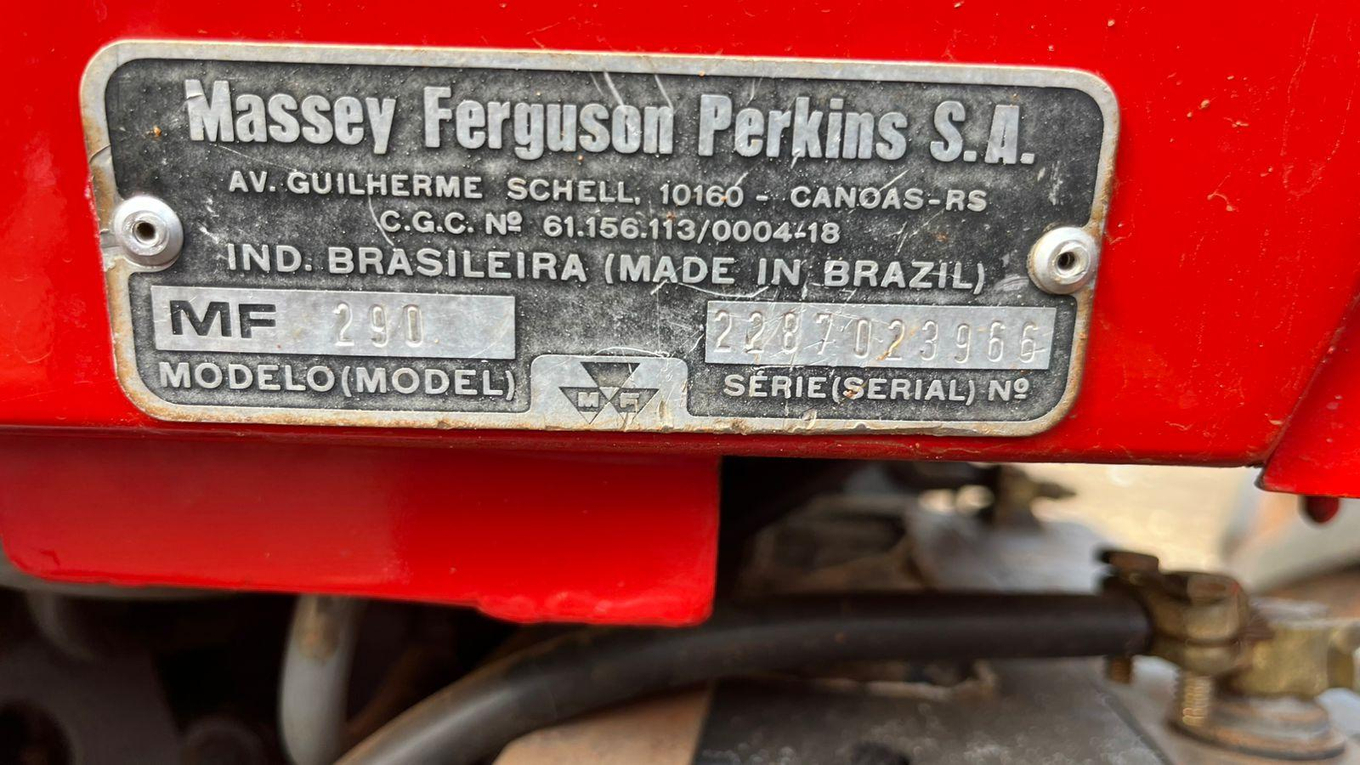 Massey Ferguson Perkins S.A.
AV. GUILHERME SCHELL, 10160 - CANOAS-RS
C.G.C. Nº 61.156.113/0004-18
IND. BRASILEIRA (MADE IN BRAZIL)
MF 290 2287023966
MODELO (MODEL) SÉRIE (SERIAL) Nº
MF